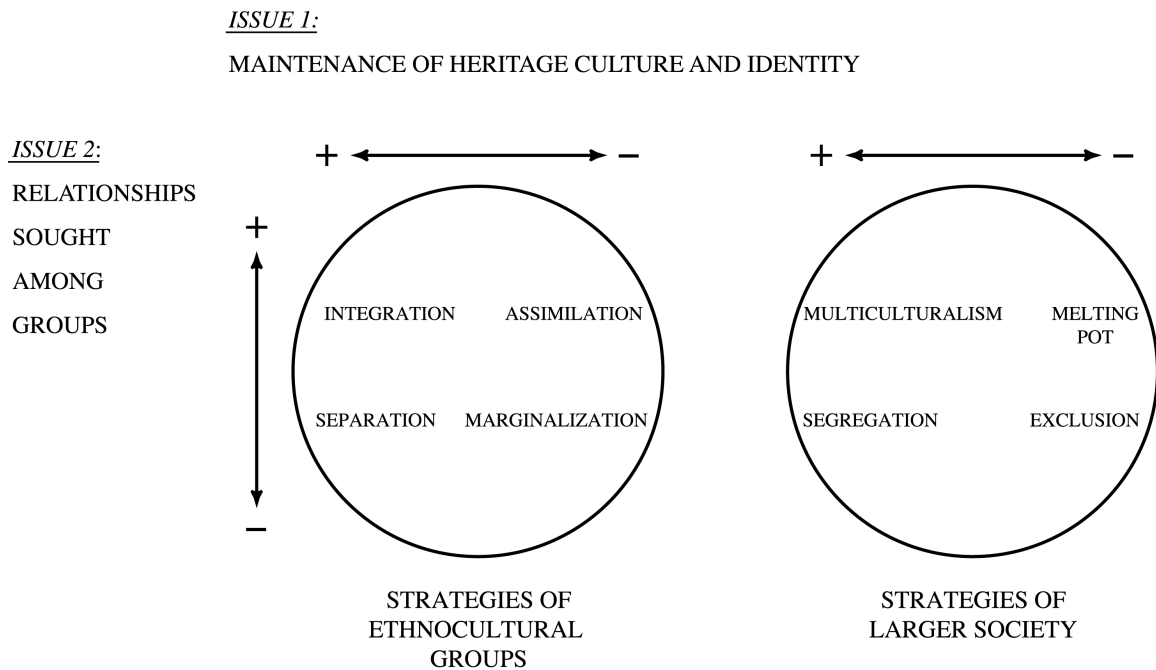 ISSUE 1:
MAINTENANCE OF HERITAGE CULTURE AND IDENTITY
ISSUE 2:
RELATIONSHIPS
SOUGHT
AMONG
GROUPS
+ −
+ −
+
−
INTEGRATION ASSIMILATION
SEPARATION MARGINALIZATION
MULTICULTURALISM MELTING
POT
SEGREGATION EXCLUSION
STRATEGIES OF
ETHNOCULTURAL
GROUPS
STRATEGIES OF
LARGER SOCIETY